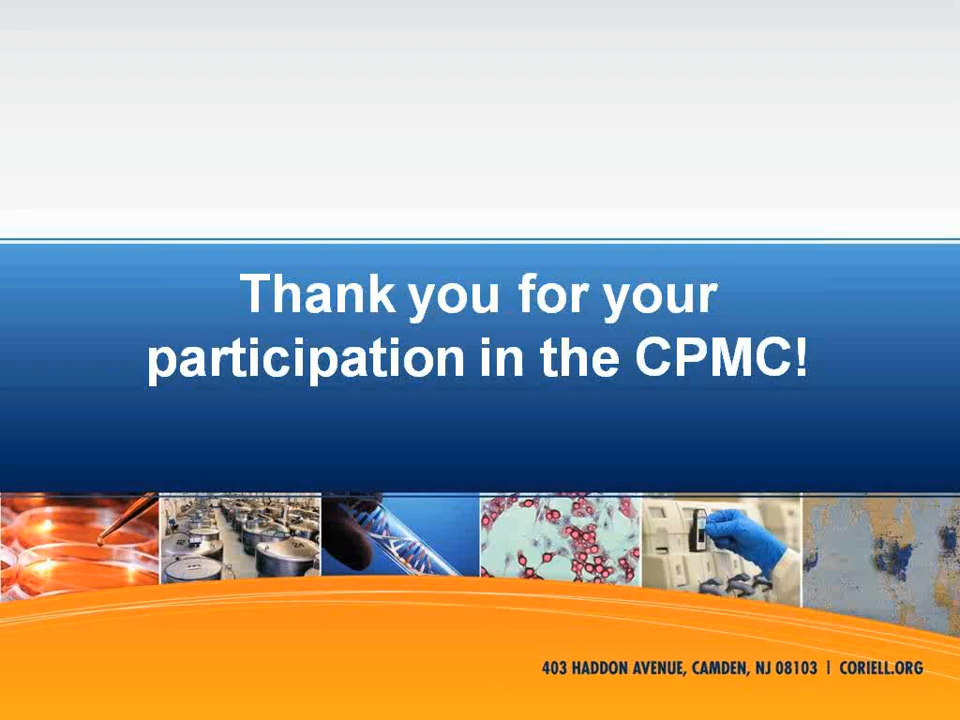 Thank you for your
participation in the CPMC!
403 HADDON AVENUE, CAMDEN, NJ 08103 | CORIELL.ORG